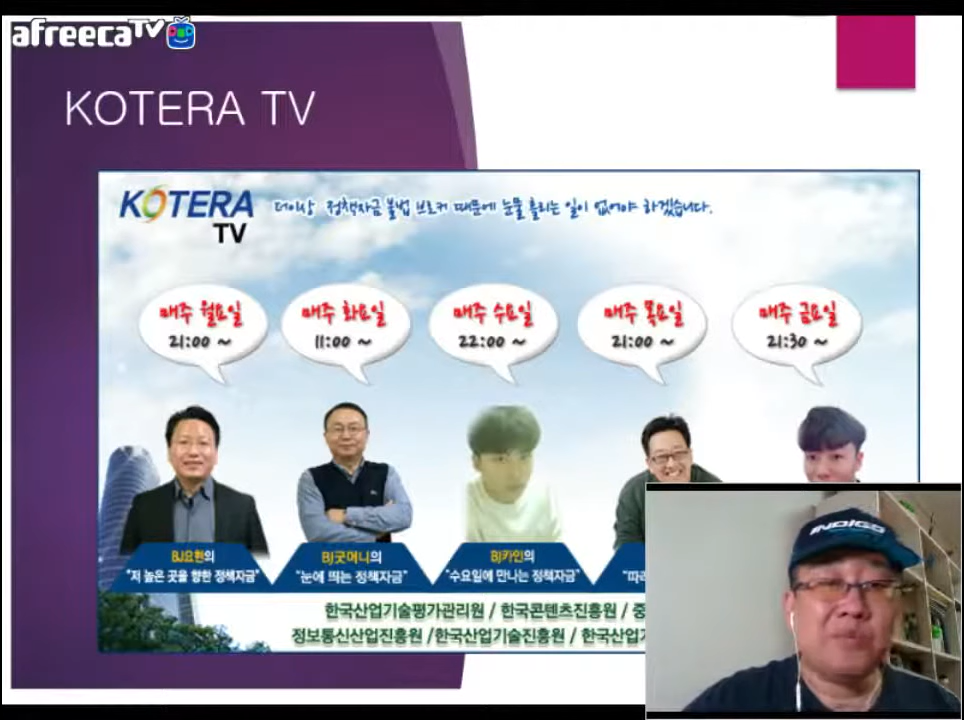 afreecaTV
KOTERA TV
KOTERA
TV
더이상 정책자금 불법 브로커 때문에 눈물 흘리는 일이 없어야 하겠습니다.
매주 월요일
21:00 ~
매주 화요일
11:00 ~
매주 수요일
22:00 ~
매주 목요일
21:00 ~
매주 금요일
21:30 ~
BJ요한의
"저 높은 곳을 향한 정책자금"
BJ굿머니의
"눈에 띄는 정책자금"
BJ카인의
"수요일에 만나는 정책자금"
"따
한국산업기술평가관리원 / 한국콘텐츠진흥원 / 중
정보통신산업진흥원 /한국산업기술진흥원 / 한국산업기
INDIGO